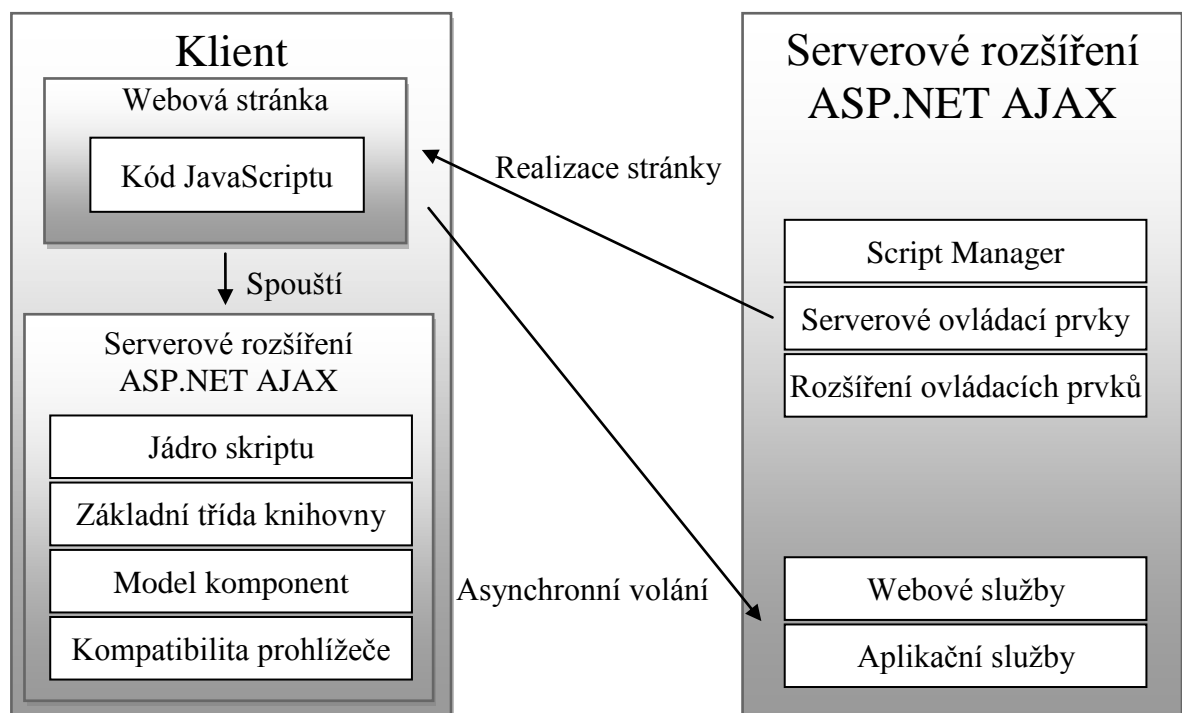 Klient
Webová stránka
Kód JavaScriptu
Spouští
Serverové rozšíření
ASP.NET AJAX
Jádro skriptu
Základní třída knihovny
Model komponent
Kompatibilita prohlížeče
Realizace stránky
Asynchronní volání
Serverové rozšíření
ASP.NET AJAX
Script Manager
Serverové ovládací prvky
Rozšíření ovládacích prvků
Webové služby
Aplikační služby